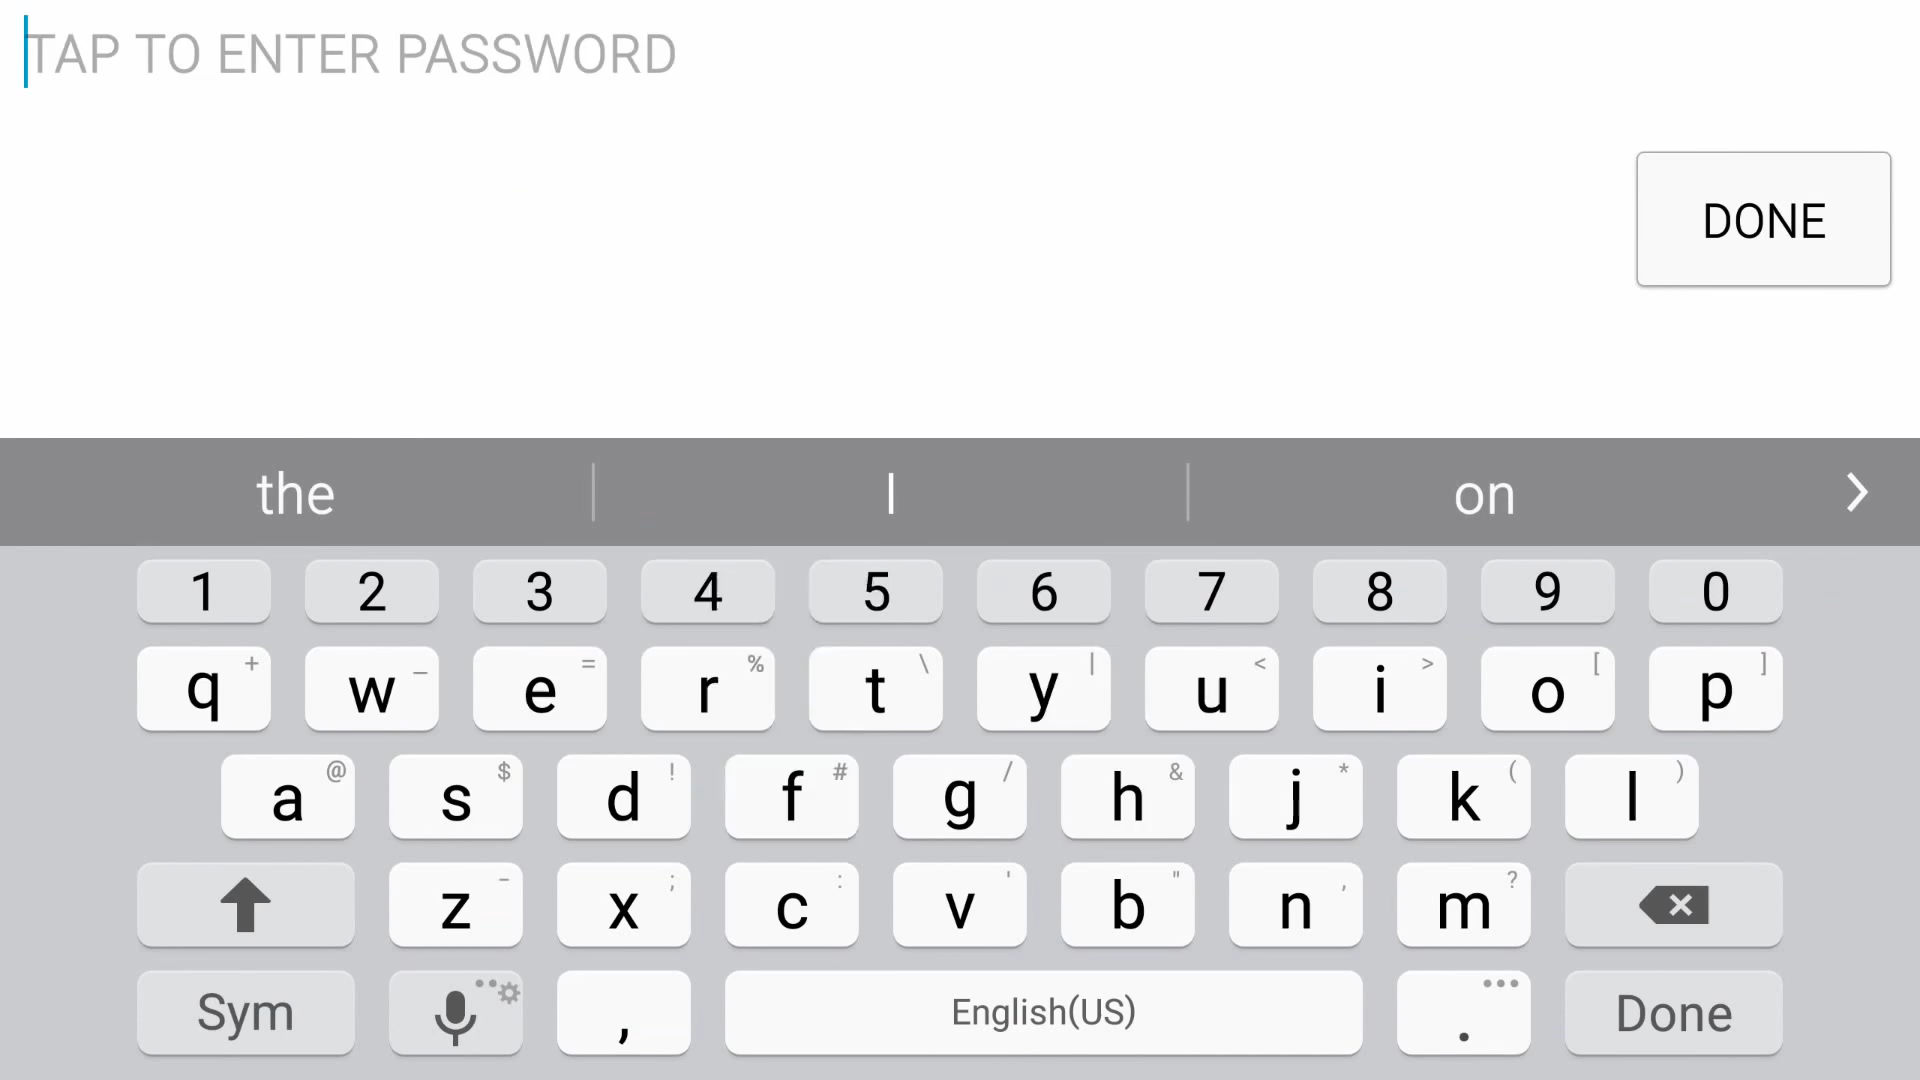 TAP TO ENTER PASSWORD
DONE
the I on
1 2 3 4 5 6 7 8 9 0
q + w _ e = r % t \ y | u < i > o [ p ]
a @ s $ d ! f # g / h & j * k ( l )
z - x ; c : v ' b " n , m ?
Sym , English(US) . Done